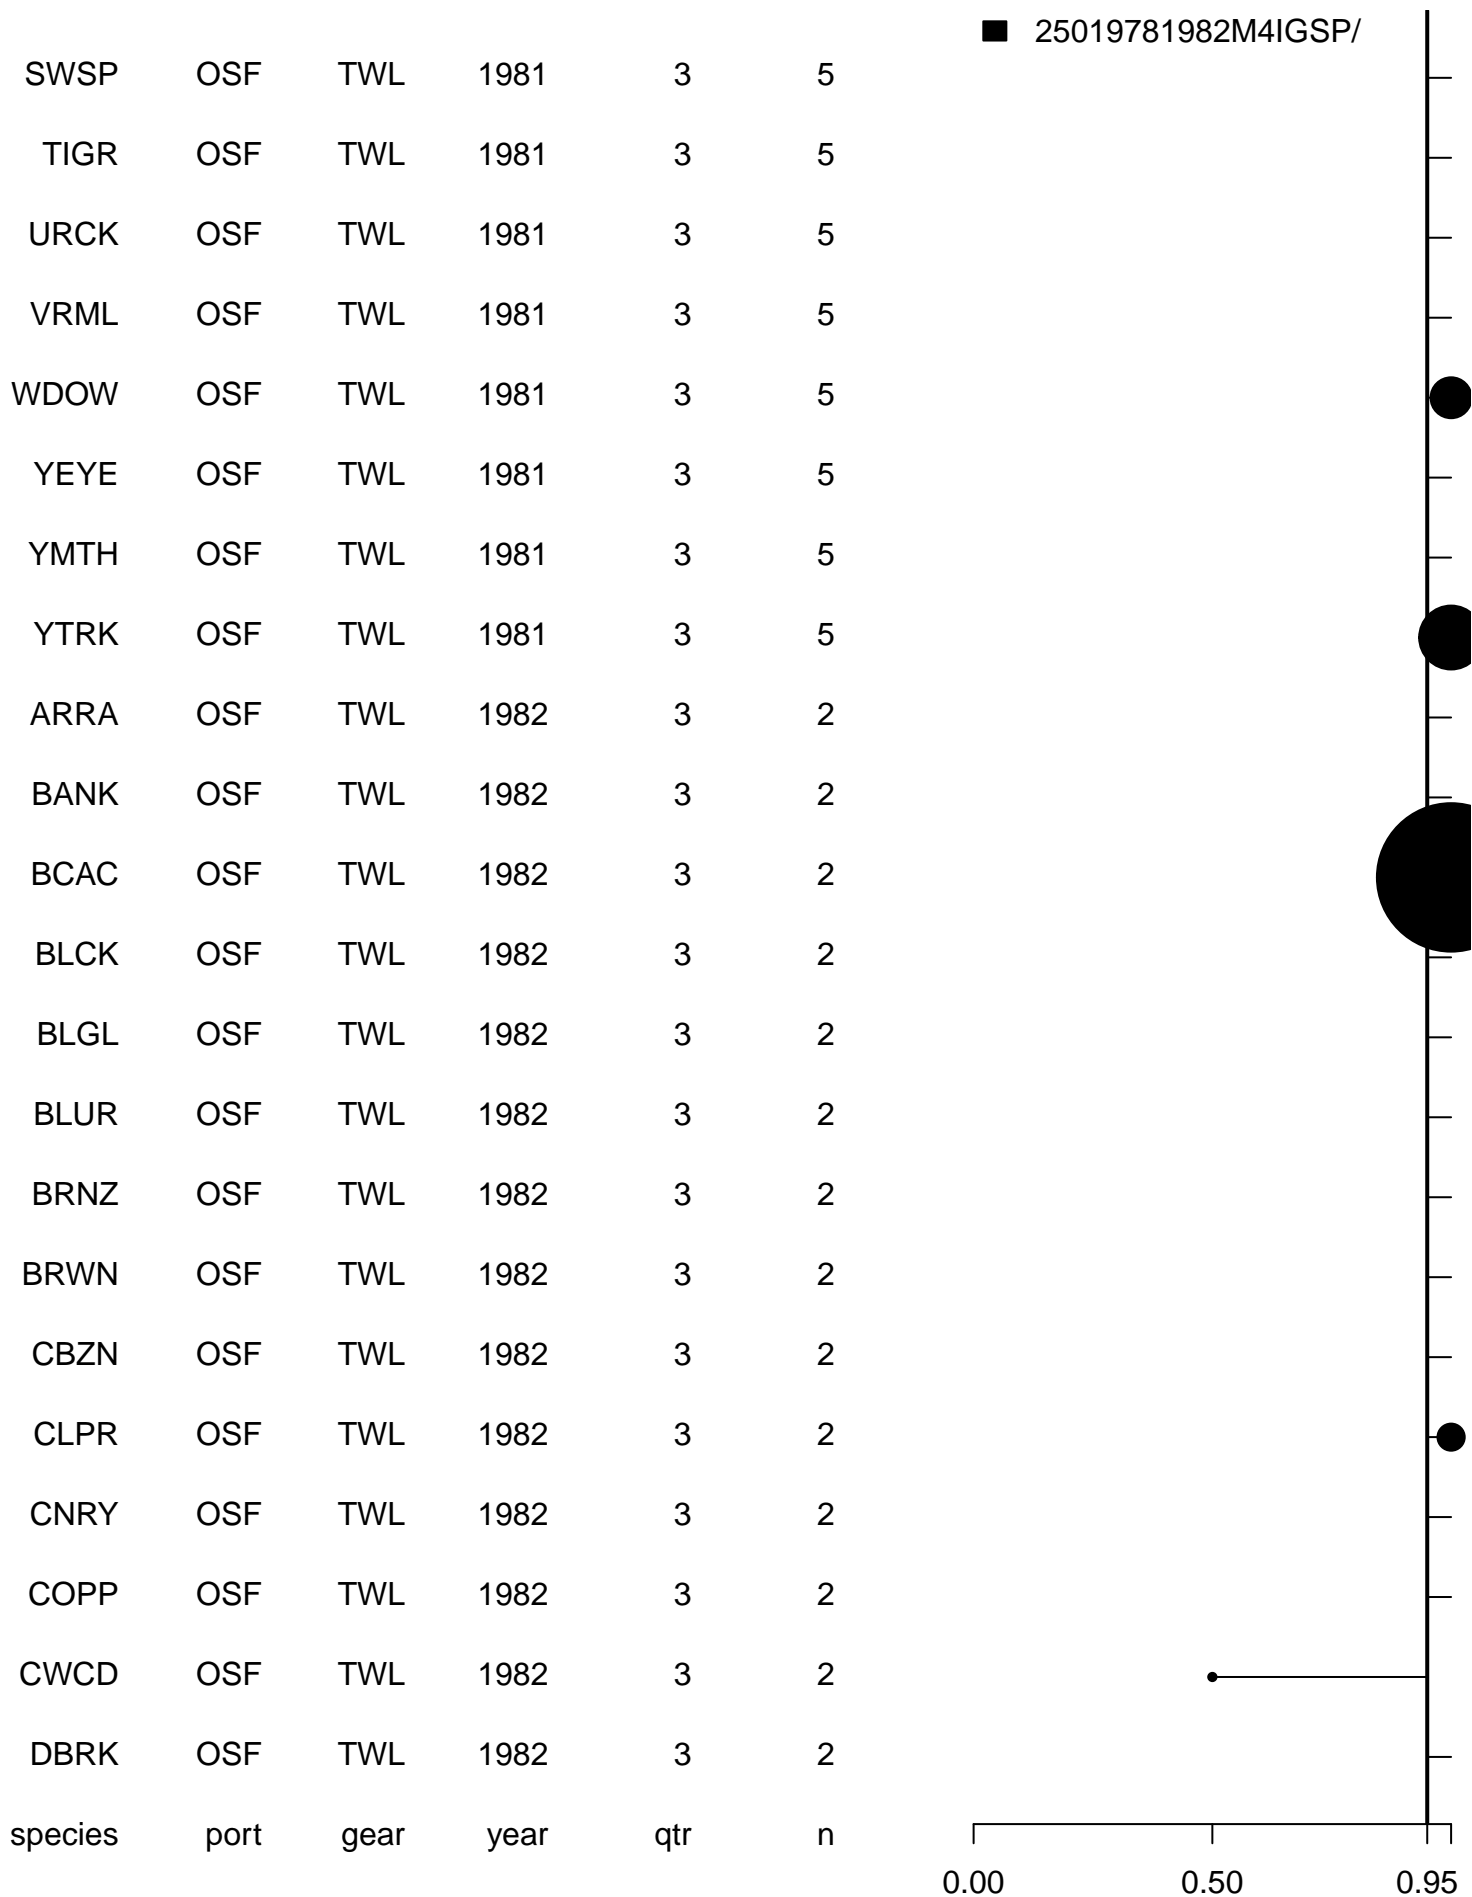 25019781982M4IGSP/
SWSP OSF TWL 1981 3 5
TIGR OSF TWL 1981 3 5
URCK OSF TWL 1981 3 5
VRML OSF TWL 1981 3 5
WDOW OSF TWL 1981 3 5
YEYE OSF TWL 1981 3 5
YMTH OSF TWL 1981 3 5
YTRK OSF TWL 1981 3 5
ARRA OSF TWL 1982 3 2
BANK OSF TWL 1982 3 2
BCAC OSF TWL 1982 3 2
BLCK OSF TWL 1982 3 2
BLGL OSF TWL 1982 3 2
BLUR OSF TWL 1982 3 2
BRNZ OSF TWL 1982 3 2
BRWN OSF TWL 1982 3 2
CBZN OSF TWL 1982 3 2
CLPR OSF TWL 1982 3 2
CNRY OSF TWL 1982 3 2
COPP OSF TWL 1982 3 2
CWCD OSF TWL 1982 3 2
DBRK OSF TWL 1982 3 2
species port gear year qtr n
0.00 0.50 0.95